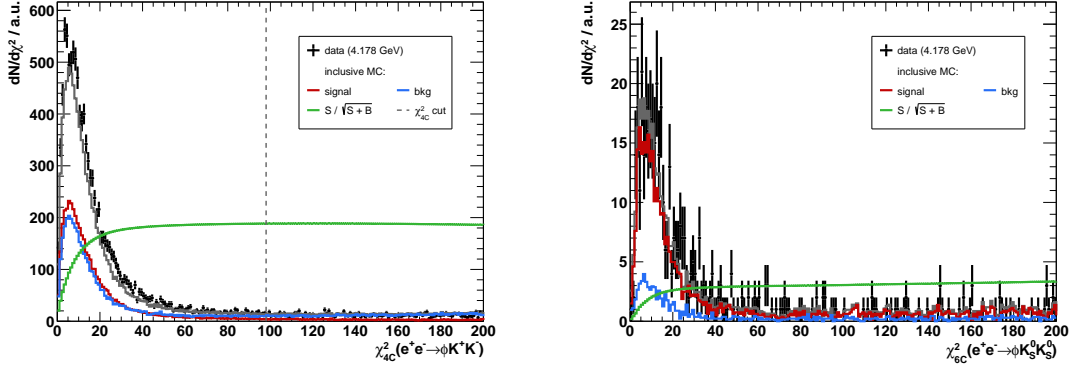 dN/dχ² / a.u.
600
500
400
300
200
100
0
0 20 40 60 80 100 120 140 160 180 200
χ²4C(e⁺e⁻→ϕK⁺K⁻)
data (4.178 GeV)
inclusive MC:
signal bkg
S / √S + B χ²4C cut
dN/dχ² / a.u.
25
20
15
10
5
0
0 20 40 60 80 100 120 140 160 180 200
χ²6C(e⁺e⁻→ϕK⁰SK⁰S)
data (4.178 GeV)
inclusive MC:
signal bkg
S / √S + B